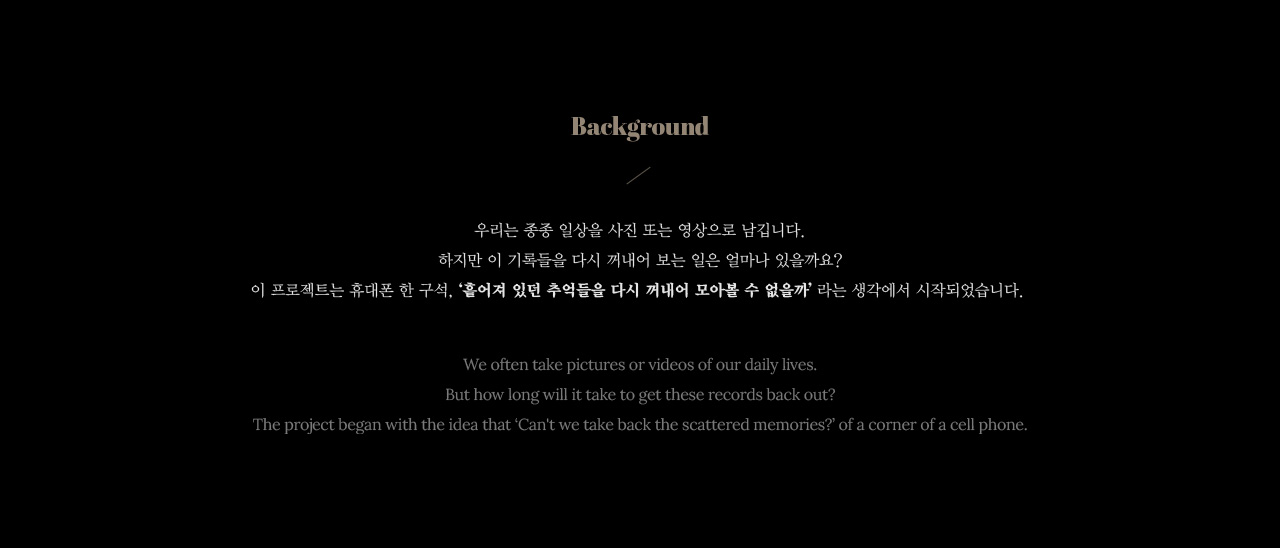 Background
우리는 종종 일상을 사진 또는 영상으로 남깁니다.
하지만 이 기록들을 다시 꺼내어 보는 일은 얼마나 있을까요?
이 프로젝트는 휴대폰 한 구석, ‘흩어져 있던 추억들을 다시 꺼내어 모아볼 수 없을까’ 라는 생각에서 시작되었습니다.
We often take pictures or videos of our daily lives.
But how long will it take to get these records back out?
The project began with the idea that ‘Can't we take back the scattered memories?’ of a corner of a cell phone.